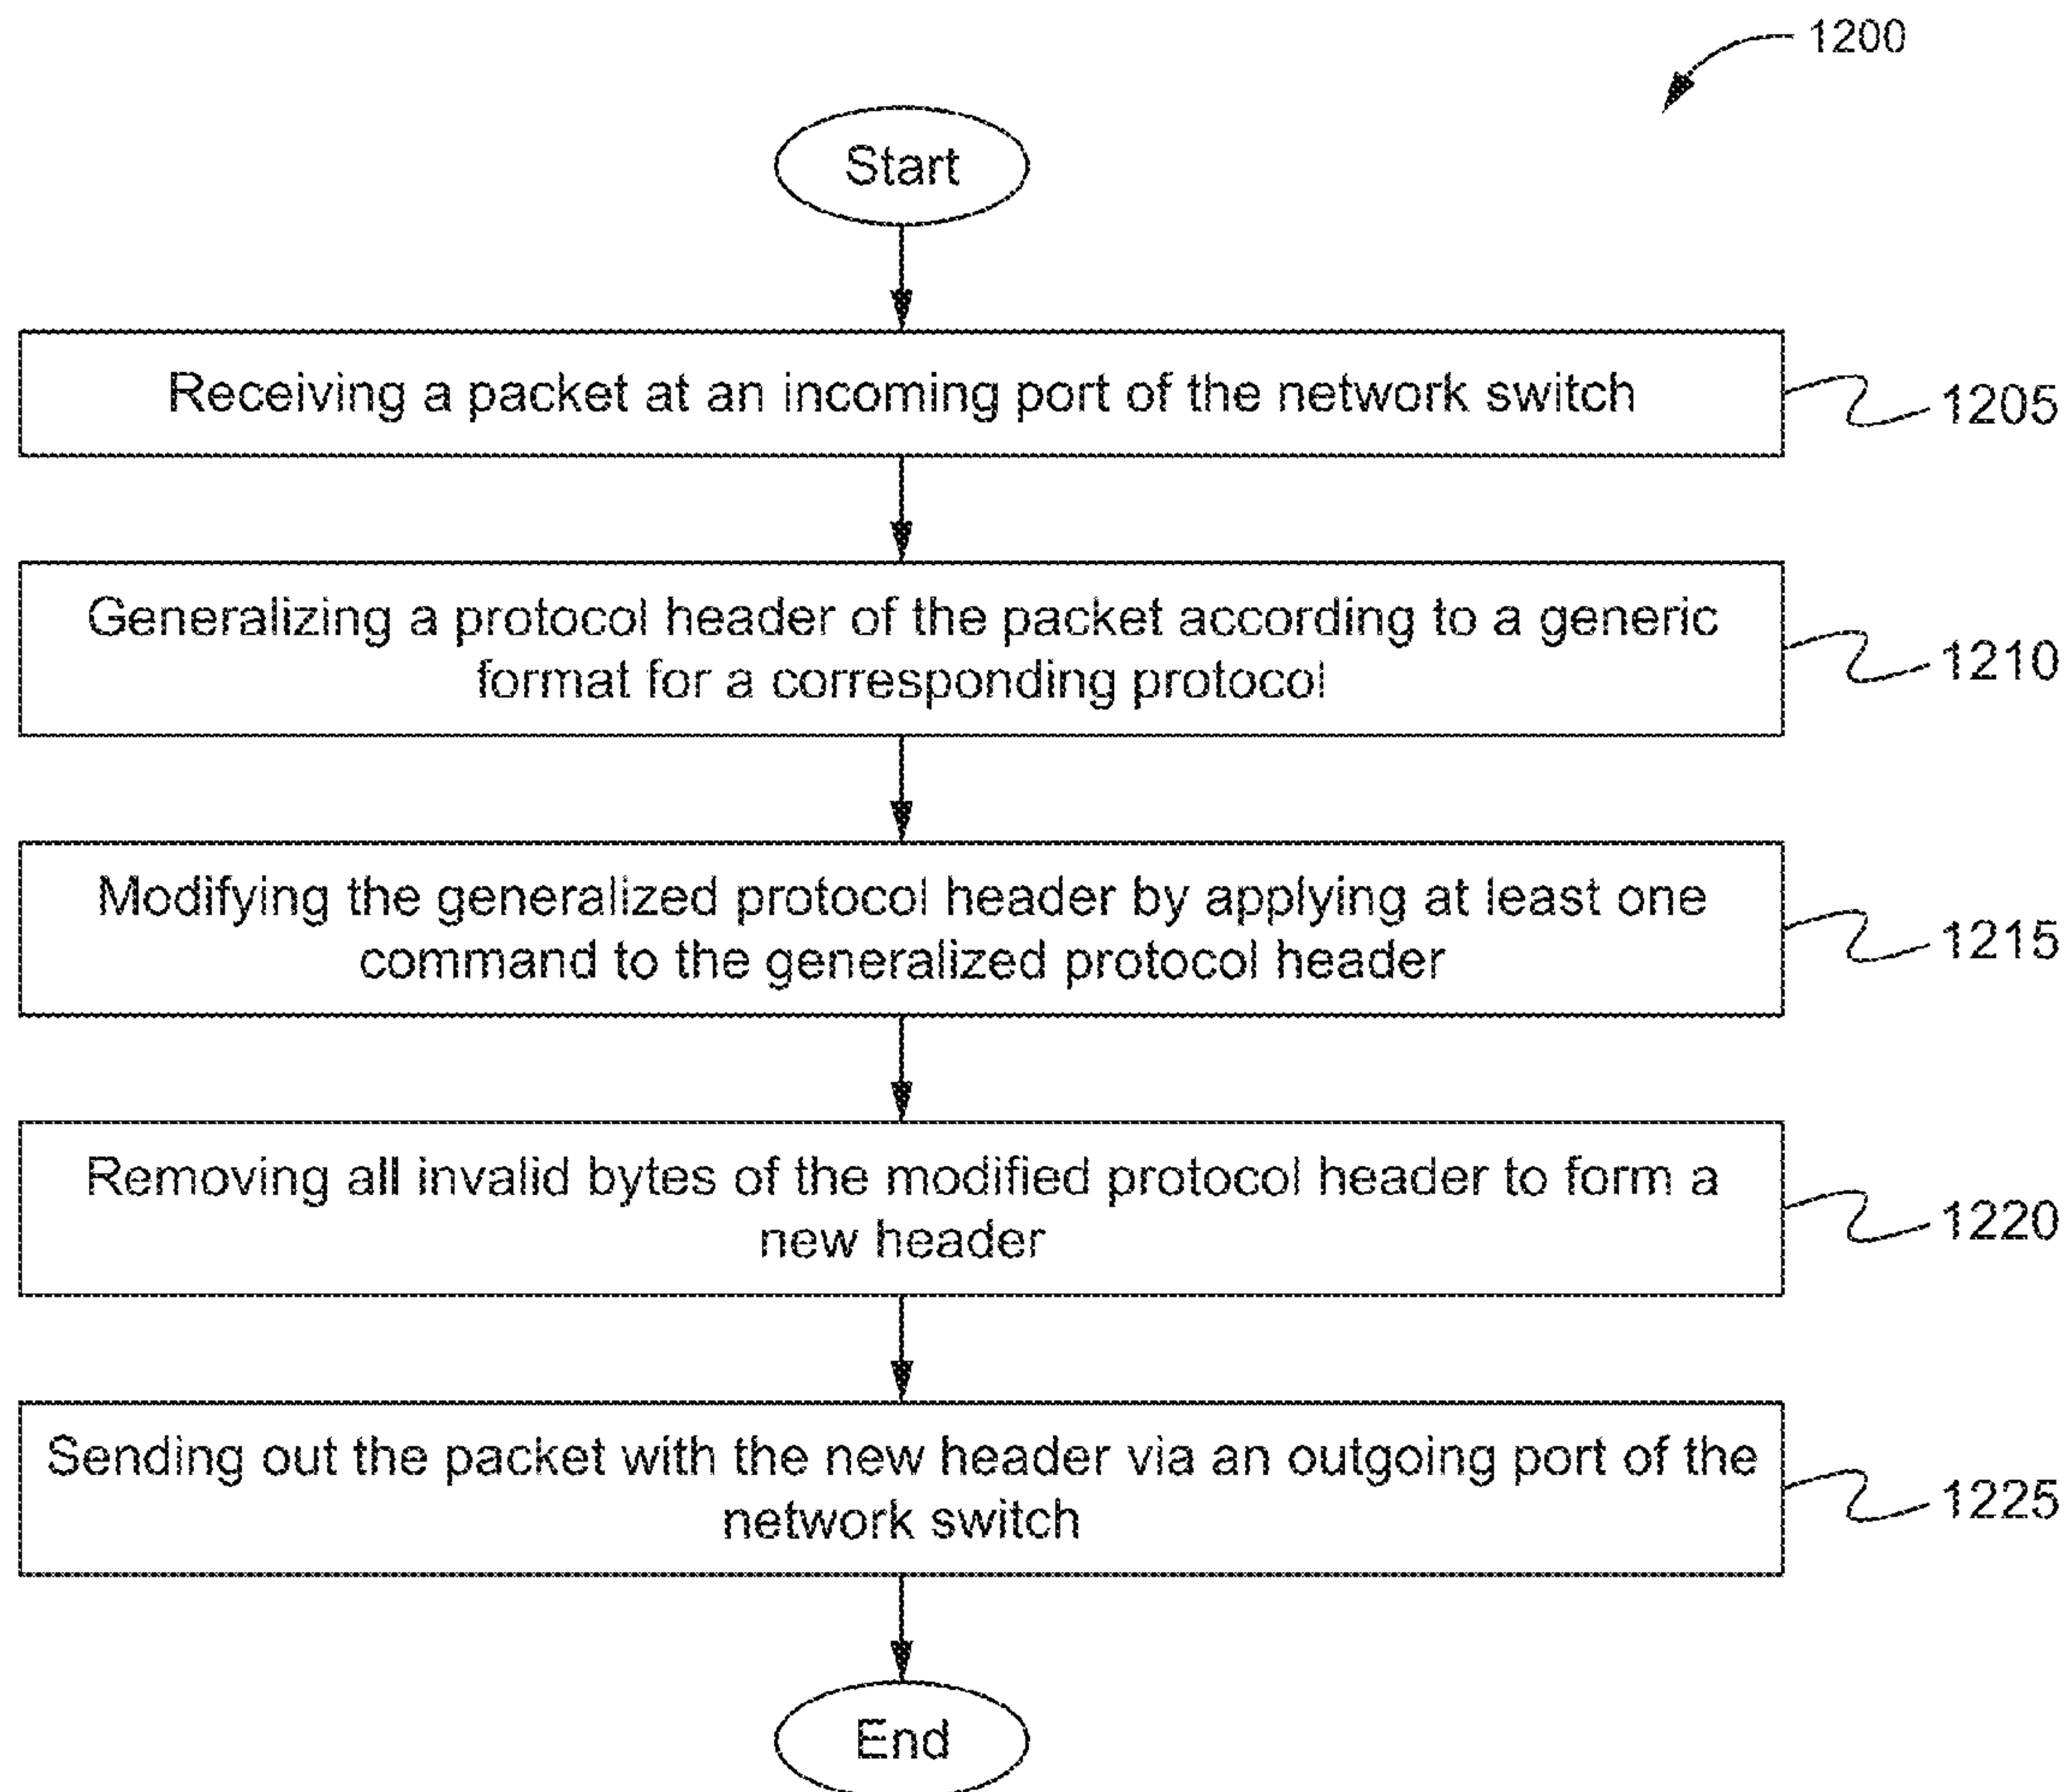 1200
Start
Receiving a packet at an incoming port of the network switch
1205
Generalizing a protocol header of the packet according to a generic
format for a corresponding protocol
1210
Modifying the generalized protocol header by applying at least one
command to the generalized protocol header
1215
Removing all invalid bytes of the modified protocol header to form a
new header
1220
Sending out the packet with the new header via an outgoing port of the
network switch
1225
End